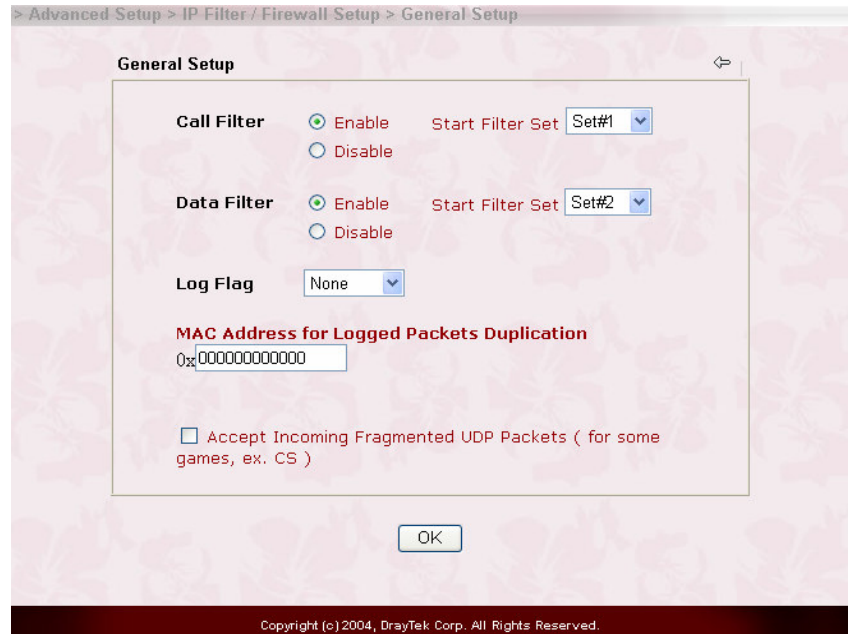 > Advanced Setup > IP Filter / Firewall Setup > General Setup
General Setup
Call Filter Enable Start Filter Set Set#1
Disable
Data Filter Enable Start Filter Set Set#2
Disable
Log Flag None
MAC Address for Logged Packets Duplication
0x000000000000
Accept Incoming Fragmented UDP Packets ( for some
games, ex. CS )
OK
Copyright (c) 2004, DrayTek Corp. All Rights Reserved.